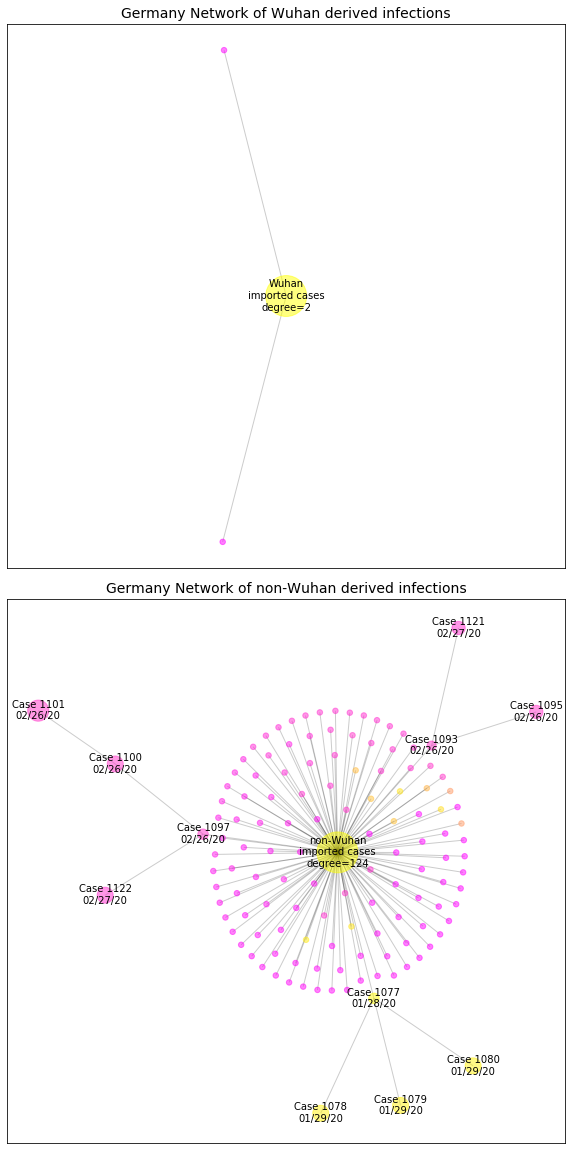 Germany Network of Wuhan derived infections
Wuhan
imported cases
degree=2
Germany Network of non-Wuhan derived infections
Case 1121
02/27/20
Case 1101
02/26/20
Case 1095
02/26/20
Case 1093
02/26/20
Case 1100
02/26/20
Case 1097
02/26/20
non-Wuhan
imported cases
degree=124
Case 1122
02/27/20
Case 1077
01/28/20
Case 1080
01/29/20
Case 1079
01/29/20
Case 1078
01/29/20